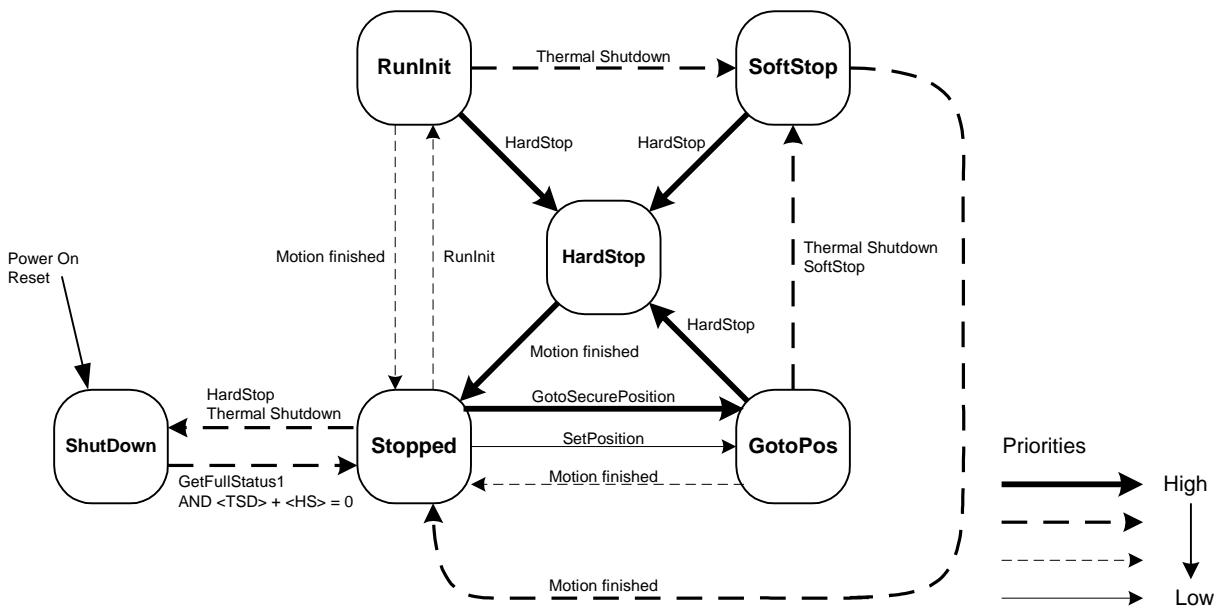 RunInit
Thermal Shutdown
SoftStop
HardStop
HardStop
Motion finished
RunInit
HardStop
Thermal Shutdown
SoftStop
Power On
Reset
HardStop
Motion finished
HardStop
Thermal Shutdown
GotoSecurePosition
ShutDown
Stopped
SetPosition
GotoPos
Motion finished
GetFullStatus1
AND <TSD> + <HS> = 0
Motion finished
Priorities
High
Low